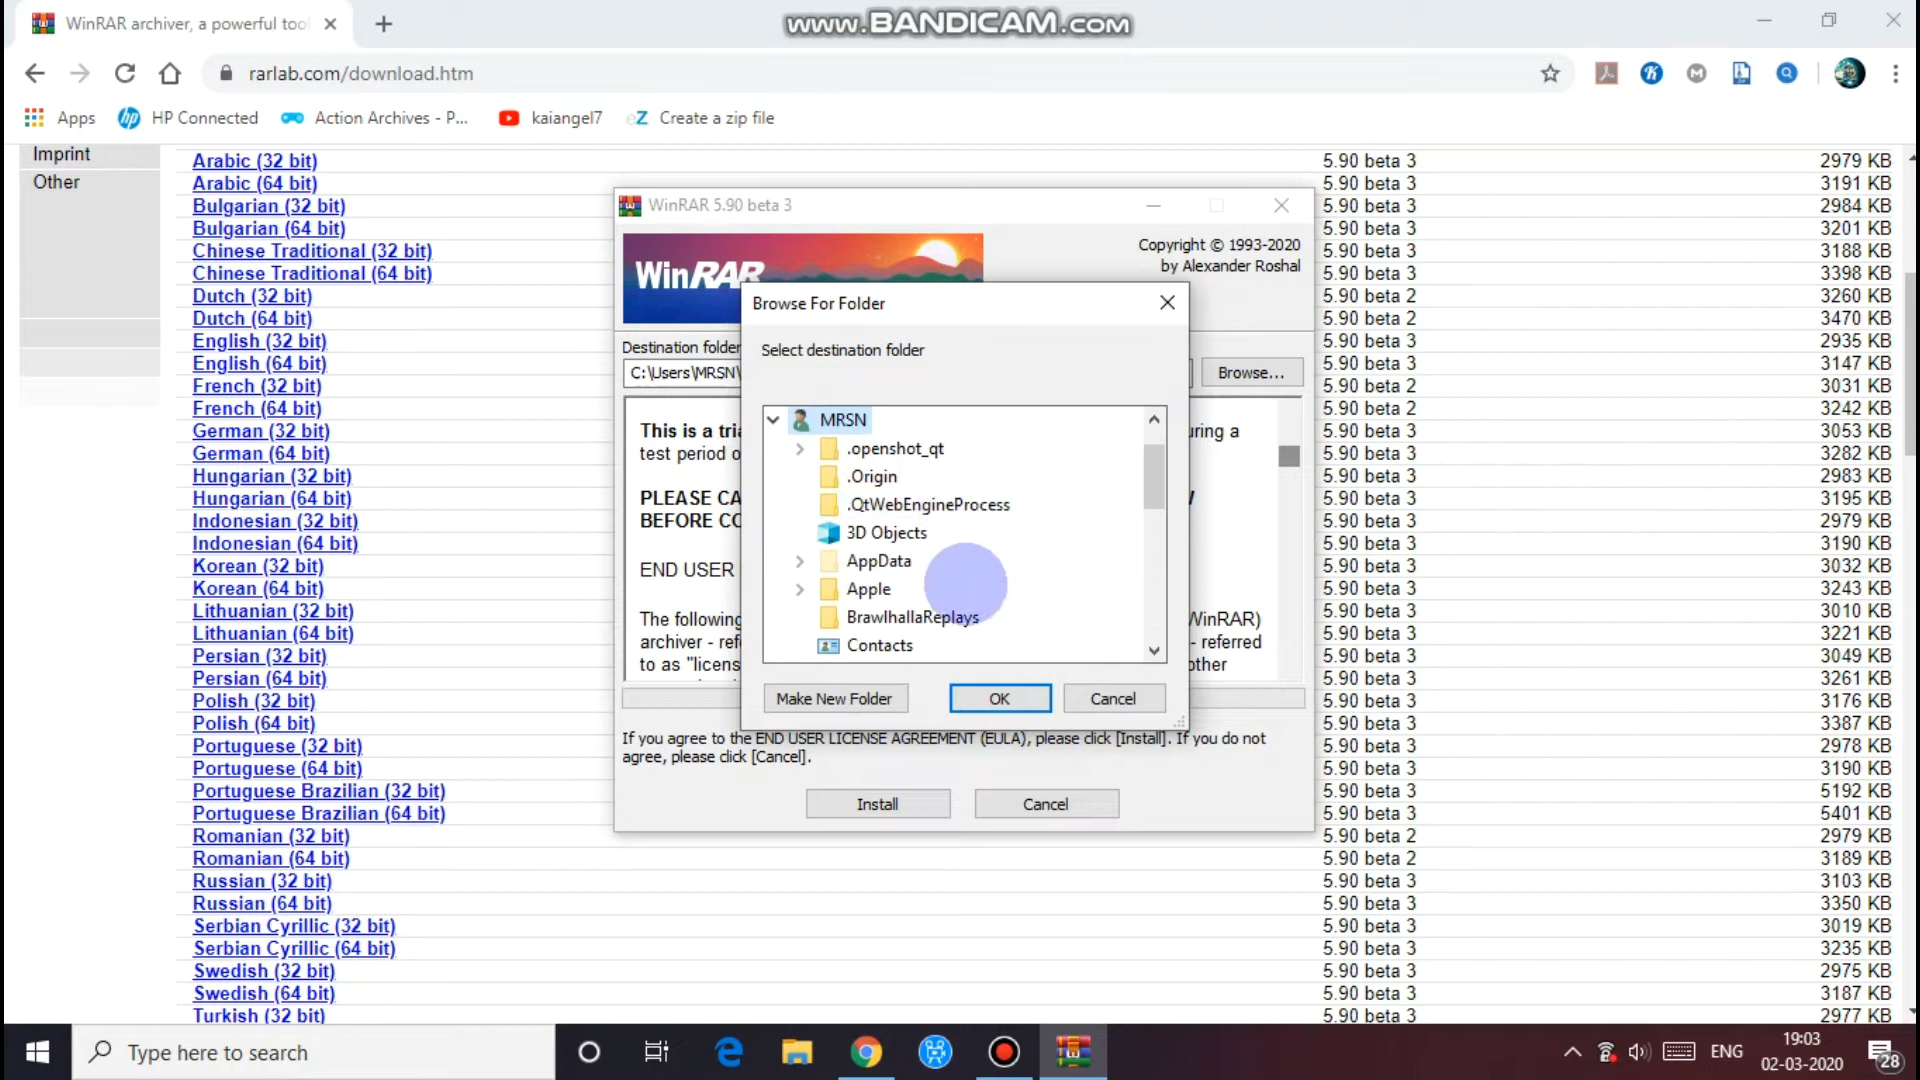 WinRAR archiver, a powerful tool
www.BANDICAM.com
rarlab.com/download.htm
Apps
HP Connected
Action Archives - P...
kaiangel7
Create a zip file
Imprint
Other
Arabic (32 bit) 5.90 beta 3 2979 KB
Arabic (64 bit) 5.90 beta 3 3191 KB
Bulgarian (32 bit) 5.90 beta 3 2984 KB
Bulgarian (64 bit) 5.90 beta 3 3201 KB
Chinese Traditional (32 bit) 5.90 beta 3 3188 KB
Chinese Traditional (64 bit) 5.90 beta 3 3398 KB
Dutch (32 bit) 5.90 beta 2 3260 KB
Dutch (64 bit) 5.90 beta 2 3470 KB
English (32 bit) 5.90 beta 3 2935 KB
English (64 bit) 5.90 beta 3 3147 KB
French (32 bit) 5.90 beta 2 3031 KB
French (64 bit) 5.90 beta 2 3242 KB
German (32 bit) 5.90 beta 3 3053 KB
German (64 bit) 5.90 beta 3 3282 KB
Hungarian (32 bit) 5.90 beta 3 2983 KB
Hungarian (64 bit) 5.90 beta 3 3195 KB
Indonesian (32 bit) 5.90 beta 3 2979 KB
Indonesian (64 bit) 5.90 beta 3 3190 KB
Korean (32 bit) 5.90 beta 3 3032 KB
Korean (64 bit) 5.90 beta 3 3243 KB
Lithuanian (32 bit) 5.90 beta 3 3010 KB
Lithuanian (64 bit) 5.90 beta 3 3221 KB
Persian (32 bit) 5.90 beta 3 3049 KB
Persian (64 bit) 5.90 beta 3 3261 KB
Polish (32 bit) 5.90 beta 3 3176 KB
Polish (64 bit) 5.90 beta 3 3387 KB
Portuguese (32 bit) 5.90 beta 3 2978 KB
Portuguese (64 bit) 5.90 beta 3 3190 KB
Portuguese Brazilian (32 bit) 5.90 beta 3 5192 KB
Portuguese Brazilian (64 bit) 5.90 beta 3 5401 KB
Romanian (32 bit) 5.90 beta 2 2979 KB
Romanian (64 bit) 5.90 beta 2 3189 KB
Russian (32 bit) 5.90 beta 3 3103 KB
Russian (64 bit) 5.90 beta 3 3350 KB
Serbian Cyrillic (32 bit) 5.90 beta 3 3019 KB
Serbian Cyrillic (64 bit) 5.90 beta 3 3235 KB
Swedish (32 bit) 5.90 beta 3 2975 KB
Swedish (64 bit) 5.90 beta 3 3187 KB
Turkish (32 bit) 5.90 beta 3 2977 KB
WinRAR 5.90 beta 3
WinRAR
Copyright © 1993-2020
by Alexander Roshal
Destination folder
C:\Users\MRSN\
Browse...
This is a
test period
PLEASE
BEFORE
END USER
The following WinRAR)
archiver - - referred
to as
If you agree to the END USER LICENSE AGREEMENT (EULA), please click [Install]. If you do not
agree, please click [Cancel].
Install
Cancel
Browse For Folder
Select destination folder
MRSN
.openshot_qt
.Origin
.QtWebEngineProcess
3D Objects
AppData
Apple
BrawlhallaReplays
Contacts
Make New Folder
OK
Cancel
Type here to search
ENG
19:03
02-03-2020
28